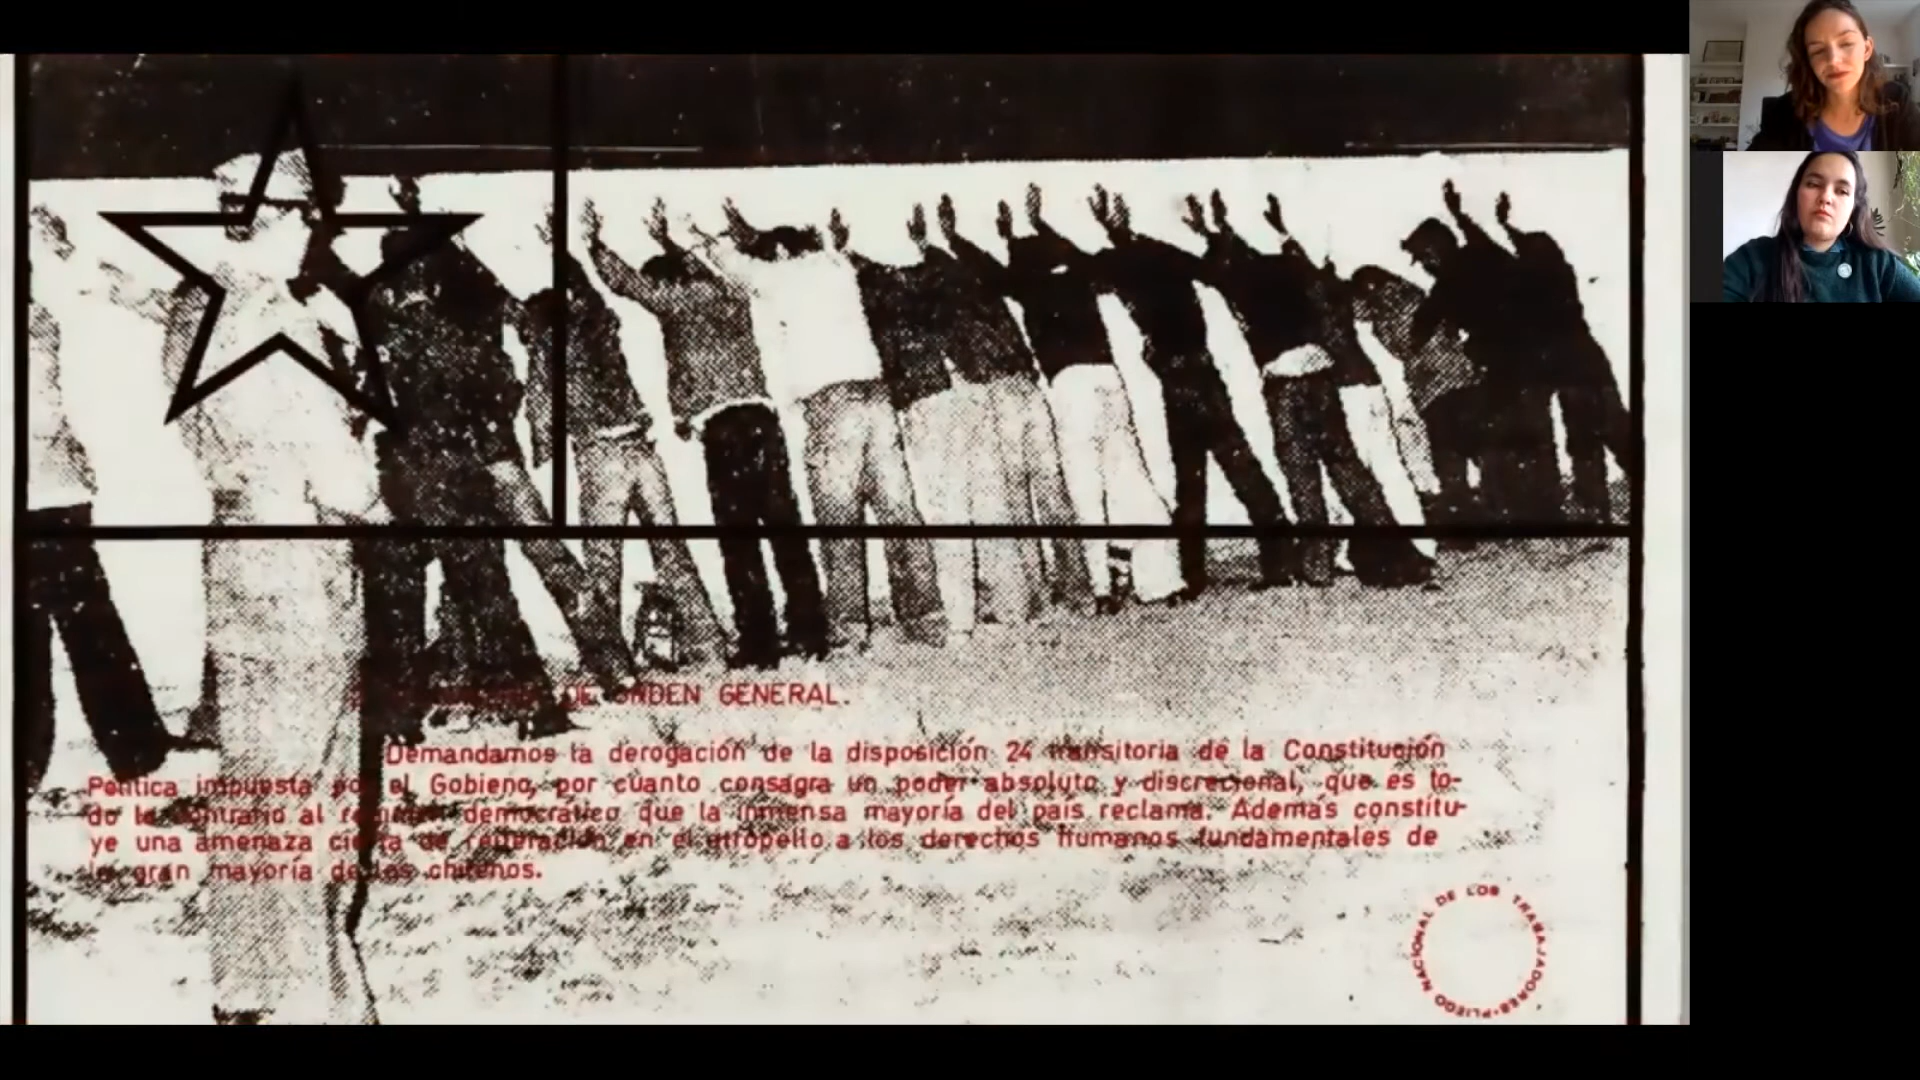 DE ORDEN GENERAL.
Demandamos la derogación de la disposición 24 transitoria de la Constitución
Política impuesta por el Gobieno, por cuanto consagra un poder absoluto y discrecional, que es to-
do lo contrario al régimen democrático que la inmensa mayoría del país reclama. Además constitu-
ye una amenaza cierta de reiteración en el atropello a los derechos humanos fundamentales de
la gran mayoría de los chilenos.
PLIEGO NACIONAL DE LOS TRABAJADORES